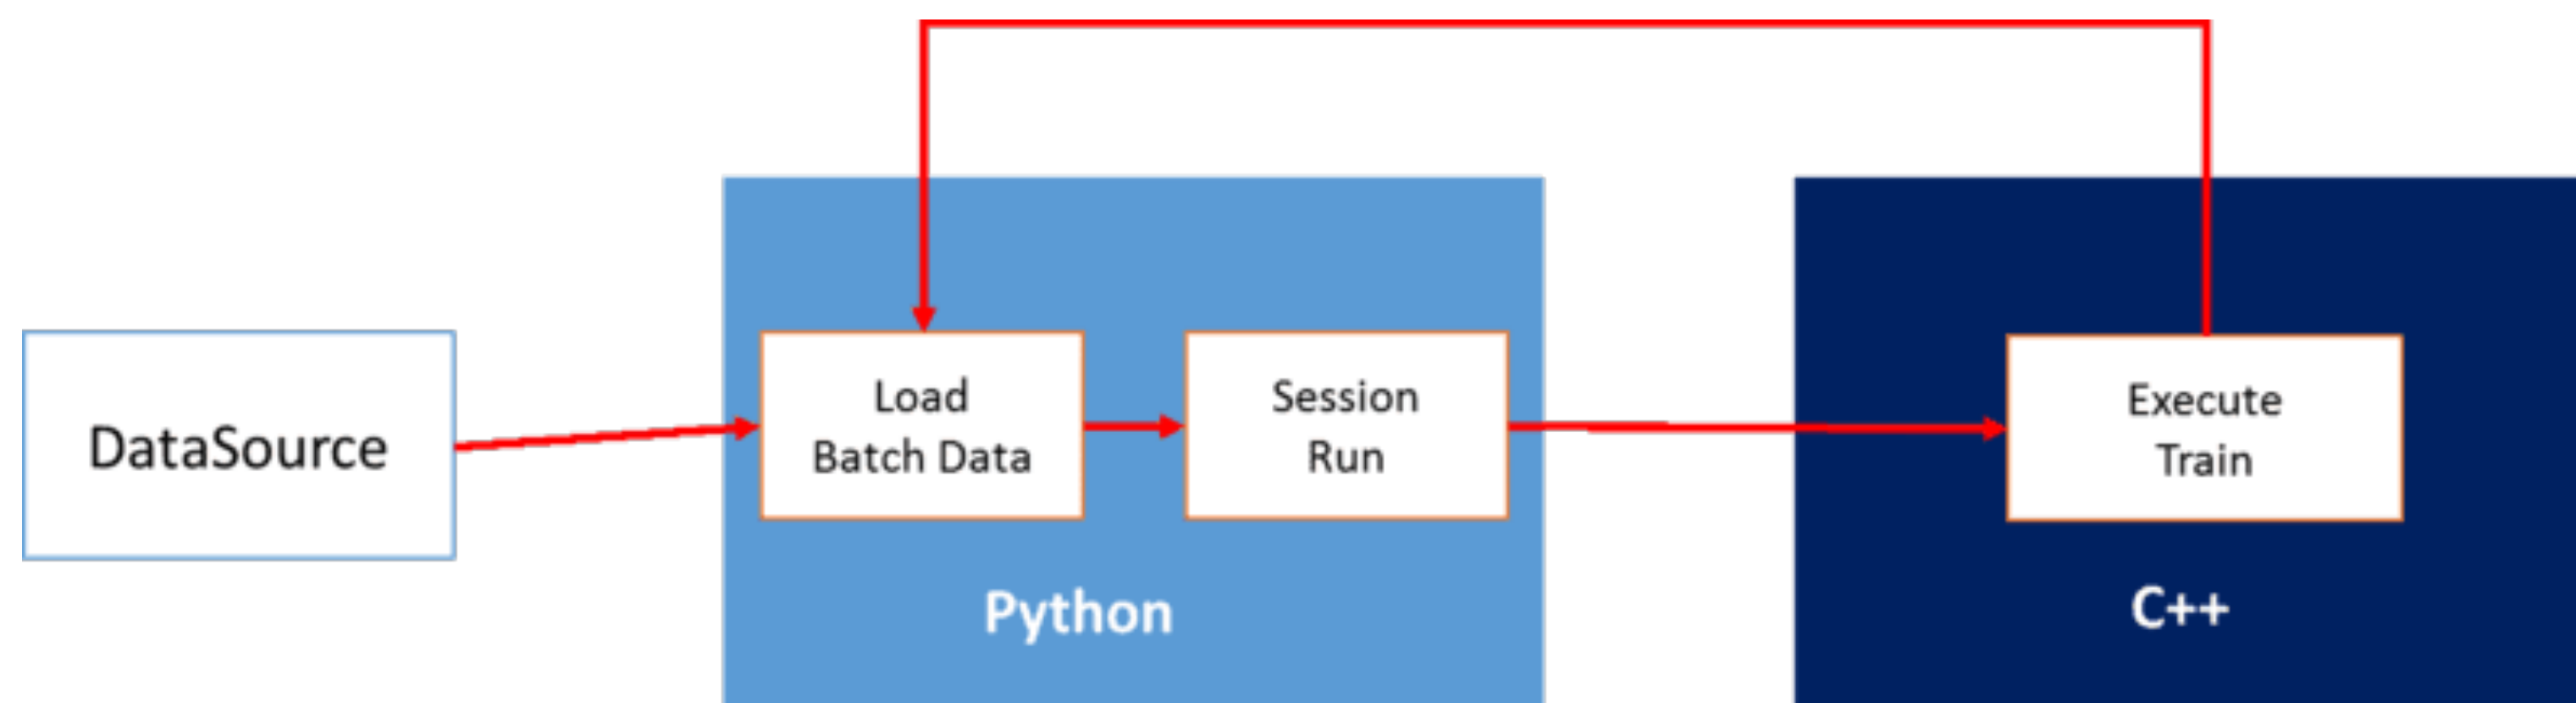 DataSource
Load
Batch Data
Session
Run
Python
Execute
Train
C++